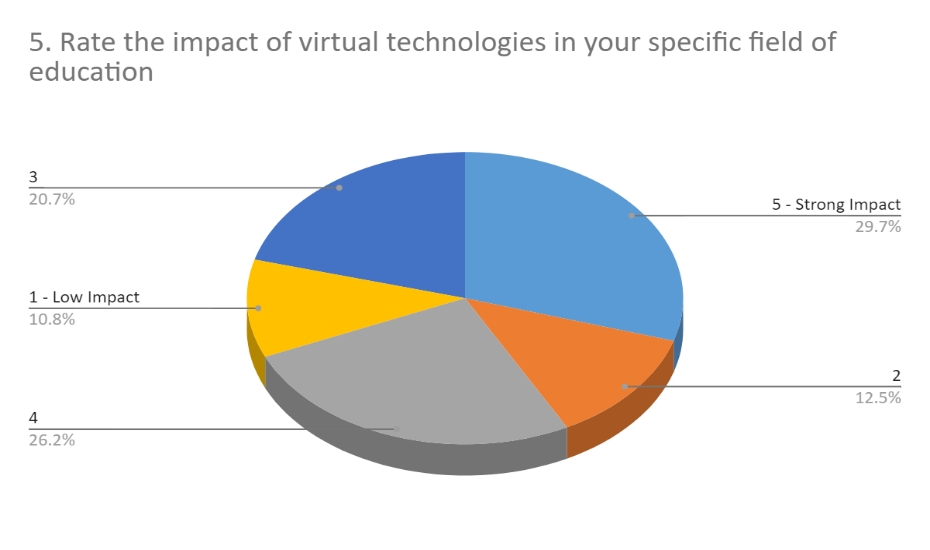 5. Rate the impact of virtual technologies in your specific field of
education
3
20.7%
5 - Strong Impact
29.7%
1 - Low Impact
10.8%
2
12.5%
4
26.2%